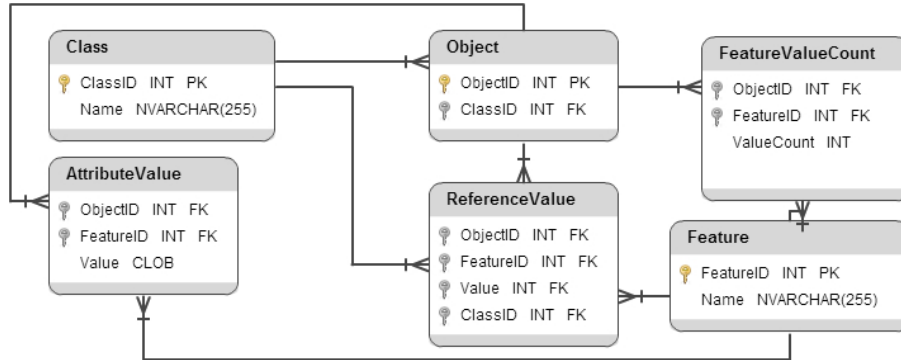 Class
ClassID INT PK
Name NVARCHAR(255)
Object
ObjectID INT PK
ClassID INT FK
FeatureValueCount
ObjectID INT FK
FeatureID INT FK
ValueCount INT
AttributeValue
ObjectID INT FK
FeatureID INT FK
Value CLOB
ReferenceValue
ObjectID INT FK
FeatureID INT FK
Value INT FK
ClassID INT FK
Feature
FeatureID INT PK
Name NVARCHAR(255)